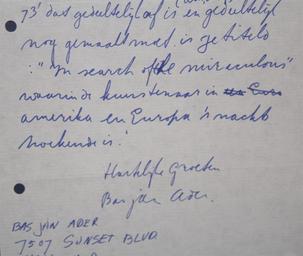 73' dat gedeeltelijk af is en gedeeltelijk
nog gemaakt moet is getiteld
: "In search of the miraculous"
waarin de kunstenaar in
amerika en Europa 's nachts
zoekende is.
Hartelijke Groeten
Bas jan Ader.
BAS JAN ADER
7507 SUNSET BLVD